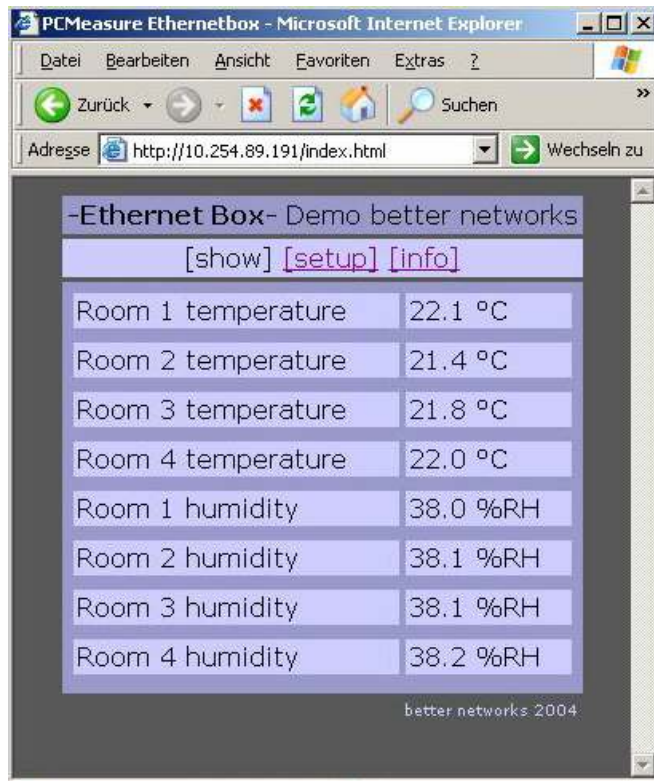 PCMeasure Ethernetbox - Microsoft Internet Explorer
Datei Bearbeiten Ansicht Favoriten Extras ?
Zurück Suchen »
Adresse http://10.254.89.191/index.html Wechseln zu
-Ethernet Box- Demo better networks
[show] [setup] [info]
Room 1 temperature 22.1 ºC
Room 2 temperature 21.4 ºC
Room 3 temperature 21.8 ºC
Room 4 temperature 22.0 ºC
Room 1 humidity 38.0 %RH
Room 2 humidity 38.1 %RH
Room 3 humidity 38.1 %RH
Room 4 humidity 38.2 %RH
better networks 2004